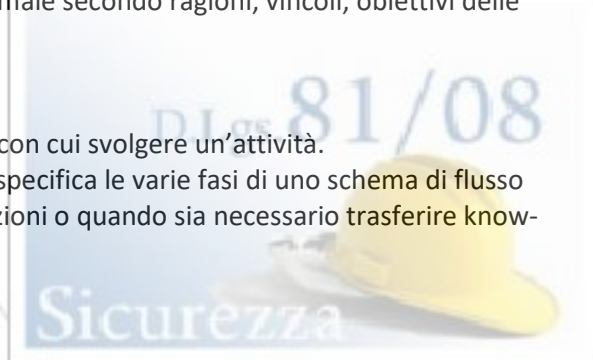 male secondo ragioni, vincoli, obiettivi delle
D.Lgs. 81/08
con cui svolgere un'attività.
specifica le varie fasi di uno schema di flusso
zioni o quando sia necessario trasferire know-
Sicurezza